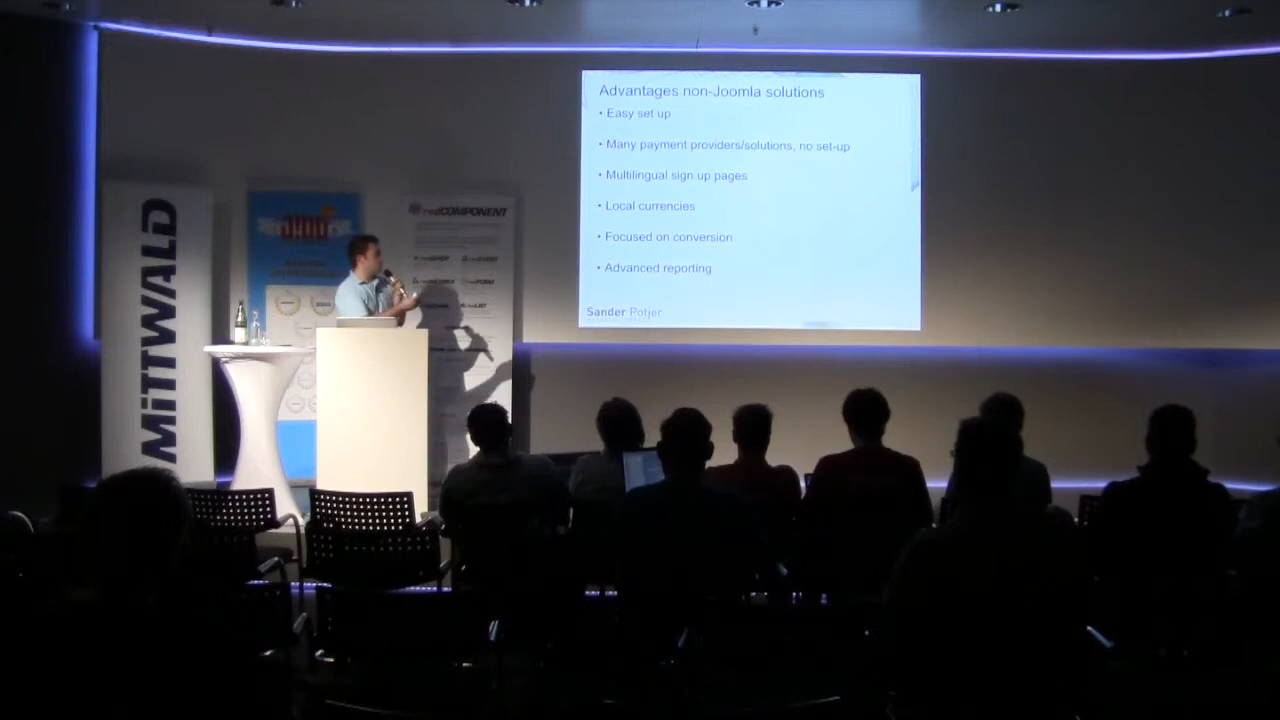 Advantages non-Joomla solutions
• Easy set up
• Many payment providers/solutions, no set-up
• Multilingual sign up pages
• Local currencies
• Focused on conversion
• Advanced reporting
Sander Potjer
MiTTWALD
redCOMPONENT